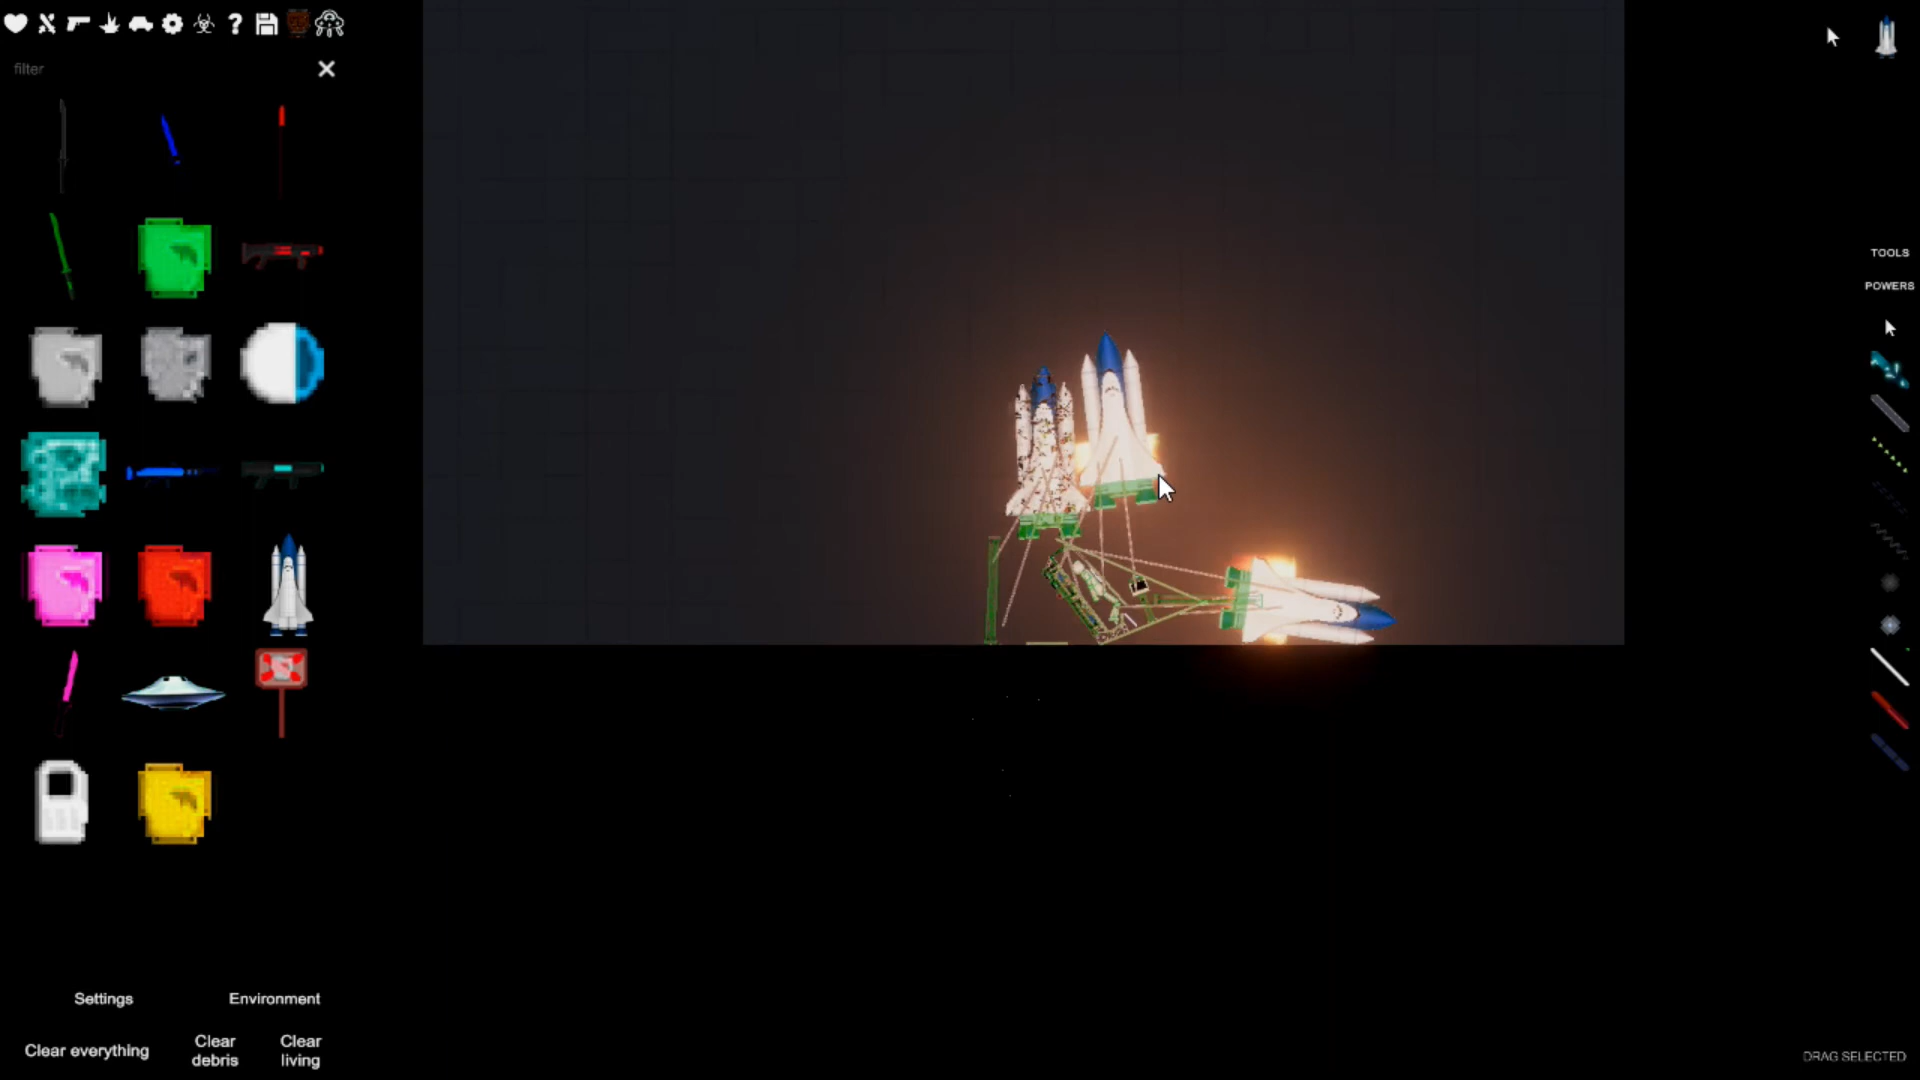 filter
TOOLS
POWERS
Settings
Environment
Clear everything
Clear
debris
Clear
living
DRAG SELECTED